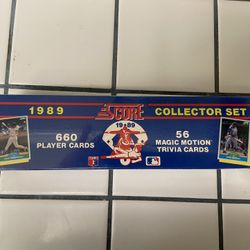 1989
SCORE
COLLECTOR SET
660
PLAYER CARDS
1989
56
MAGIC MOTION
TRIVIA CARDS